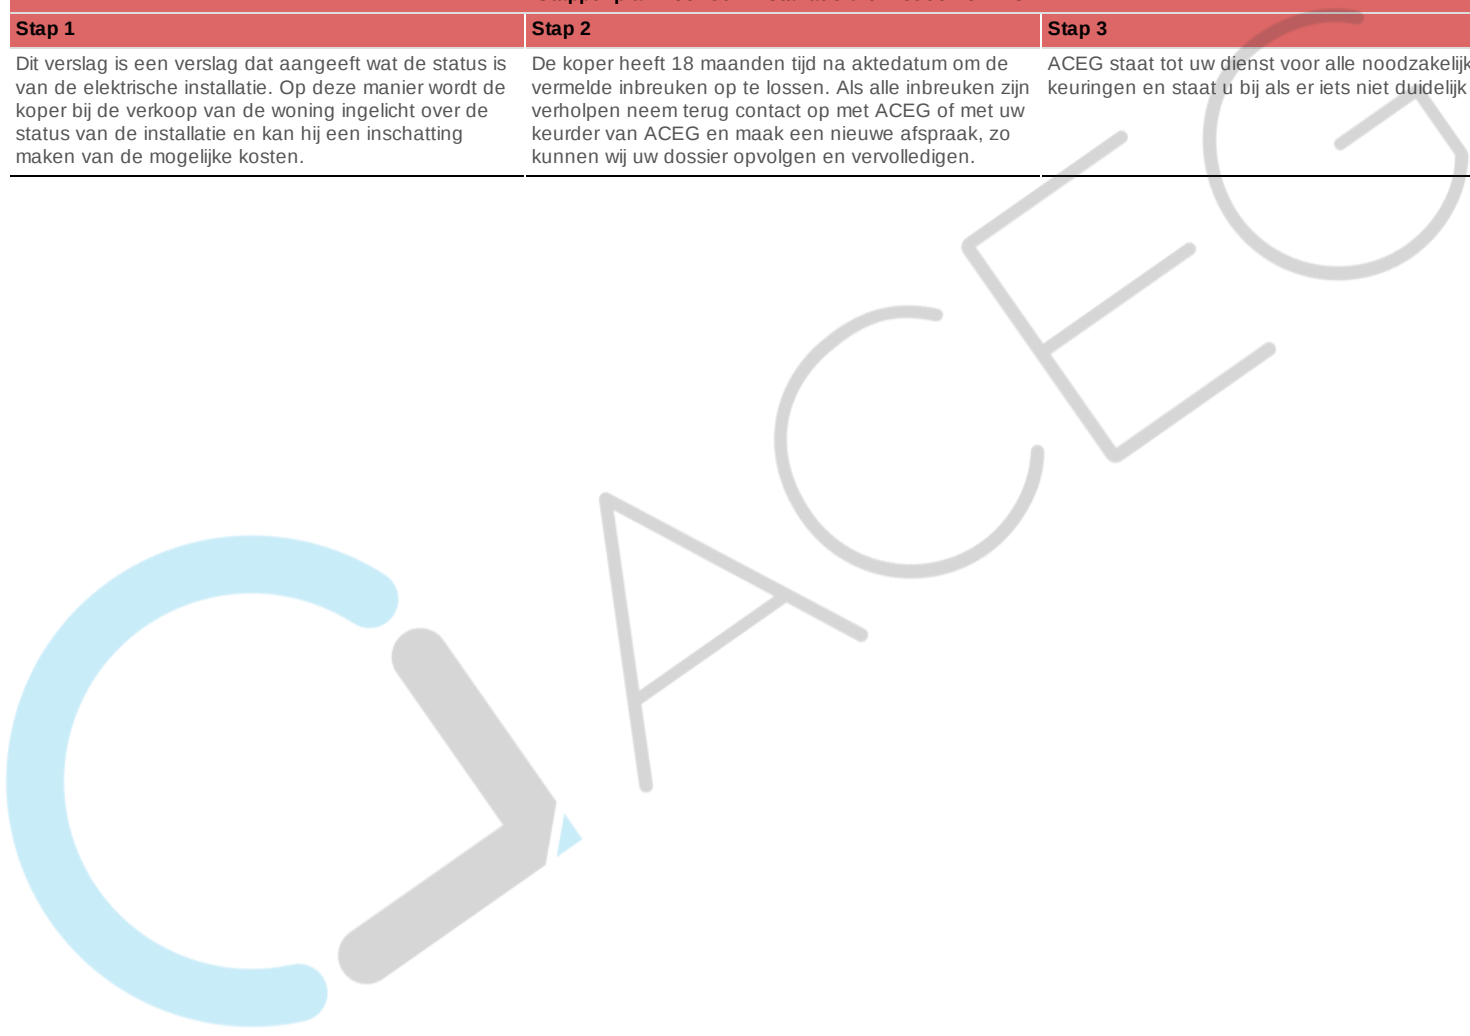 Stap 1
Dit verslag is een verslag dat aangeeft wat de status is
van de elektrische installatie. Op deze manier wordt de
koper bij de verkoop van de woning ingelicht over de
status van de installatie en kan hij een inschatting
maken van de mogelijke kosten.
Stap 2
De koper heeft 18 maanden tijd na aktedatum om de
vermelde inbreuken op te lossen. Als alle inbreuken zijn
verholpen neem terug contact op met ACEG of met uw
keurder van ACEG en maak een nieuwe afspraak, zo
kunnen wij uw dossier opvolgen en vervolledigen.
Stap 3
ACEG staat tot uw dienst voor alle noodzakelijk
keuringen en staat u bij als er iets niet duidelijk
ACEG